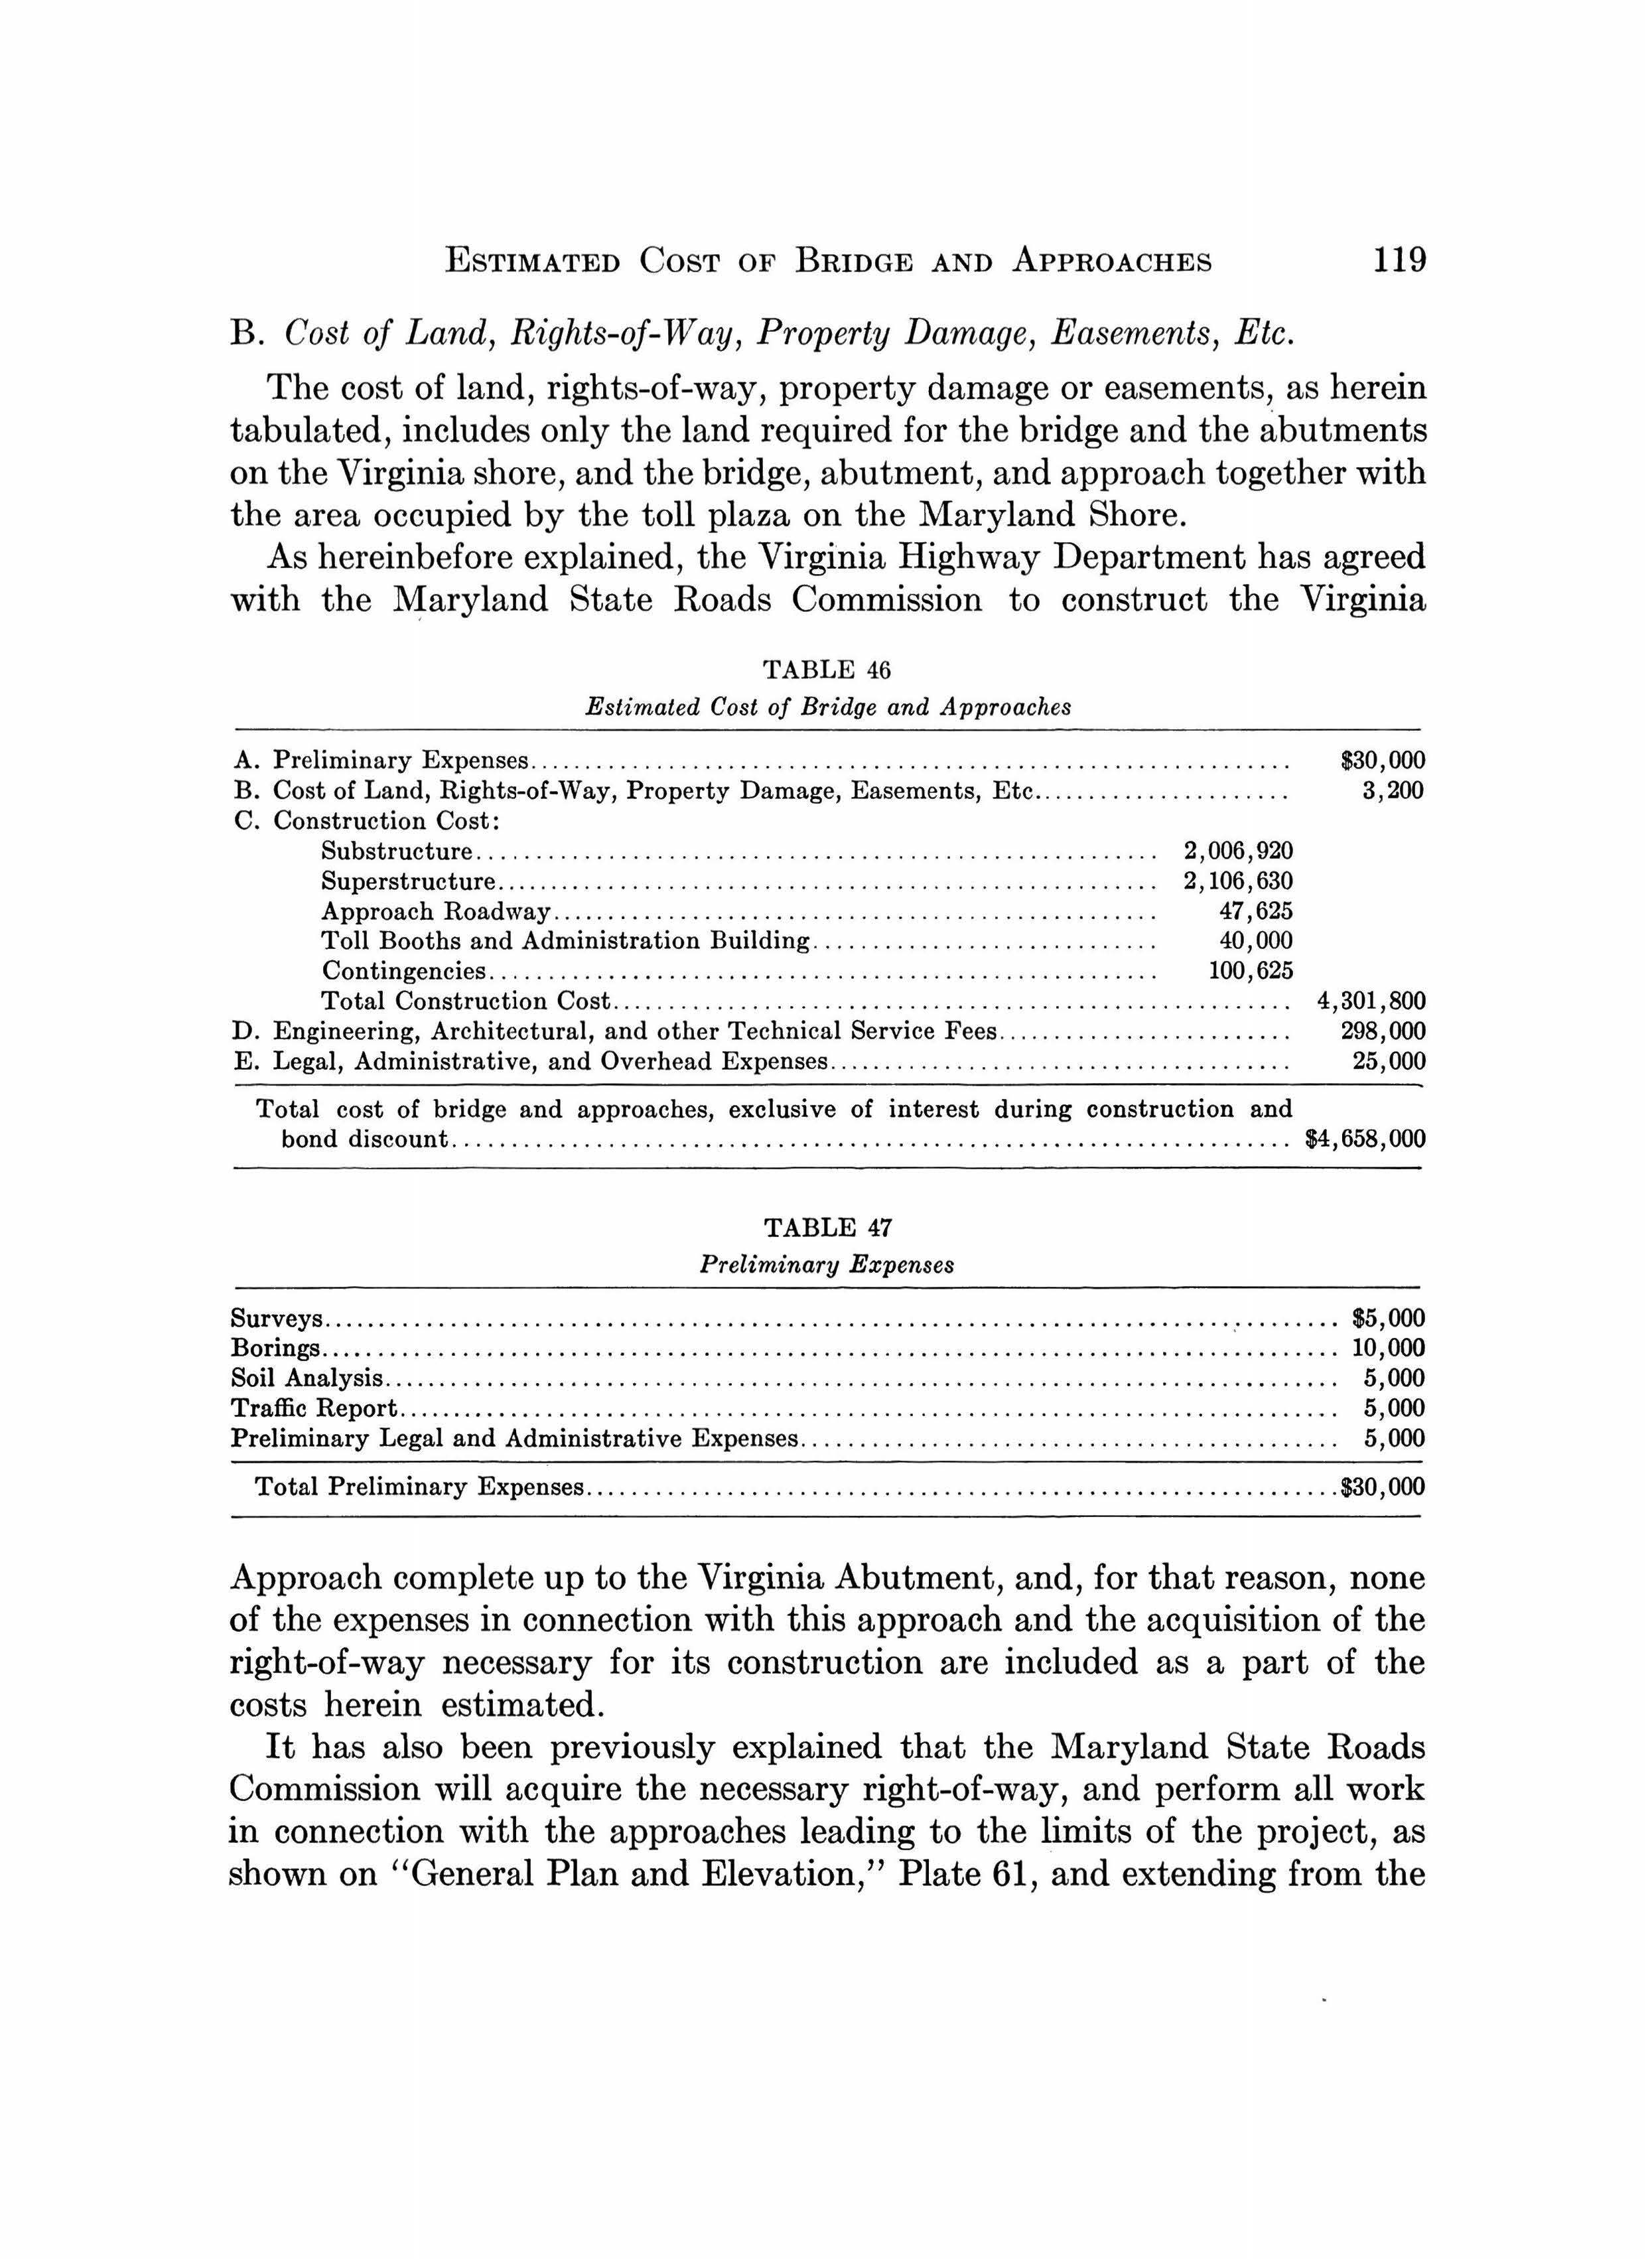 ESTIMATED COST OF BRIDGE AND APPROACHES 119
B. Cost of Land, Rights-of-Way, Property Damage, Easements, Etc.
The cost of land, rights-of-way, property damage or easements, as herein
tabulated, includes only the land required for the bridge and the abutments
on the Virginia shore, and the bridge, abutment, and approach together with
the area occupied by the toll plaza on the Maryland Shore.
As hereinbefore explained, the Virginia Highway Department has agreed
with the Maryland State Roads Commission to construct the Virginia
TABLE 46
Estimated Cost of Bridge and Approaches
A. Preliminary Expenses........ $30,000
B. Cost of Land, Rights-of-Way, Property Damage, Easements, Etc........ 3,200
C. Construction Cost:
Substructure........ 2,006,920
Superstructure........ 2,106,630
Approach Roadway........ 47,625
Toll Booths and Administration Building........ 40,000
Contingencies........ 100,625
Total Construction Cost........ 4,301,800
D. Engineering, Architectural, and other Technical Service Fees........ 298,000
E. Legal, Administrative, and Overhead Expenses........ 25,000
Total cost of bridge and approaches, exclusive of interest during construction and
bond discount........ $4,658,000
TABLE 47
Preliminary Expenses
Surveys........ $5,000
Borings........ 10,000
Soil Analysis........ 5,000
Traffic Report........ 5,000
Preliminary Legal and Administrative Expenses........ 5,000
Total Preliminary Expenses........ $30,000
Approach complete up to the Virginia Abutment, and, for that reason, none
of the expenses in connection with this approach and the acquisition of the
right-of-way necessary for its construction are included as a part of the
costs herein estimated.
It has also been previously explained that the Maryland State Roads
Commission will acquire the necessary right-of-way, and perform all work
in connection with the approaches leading to the limits of the project, as
shown on "General Plan and Elevation," Plate 61, and extending from the